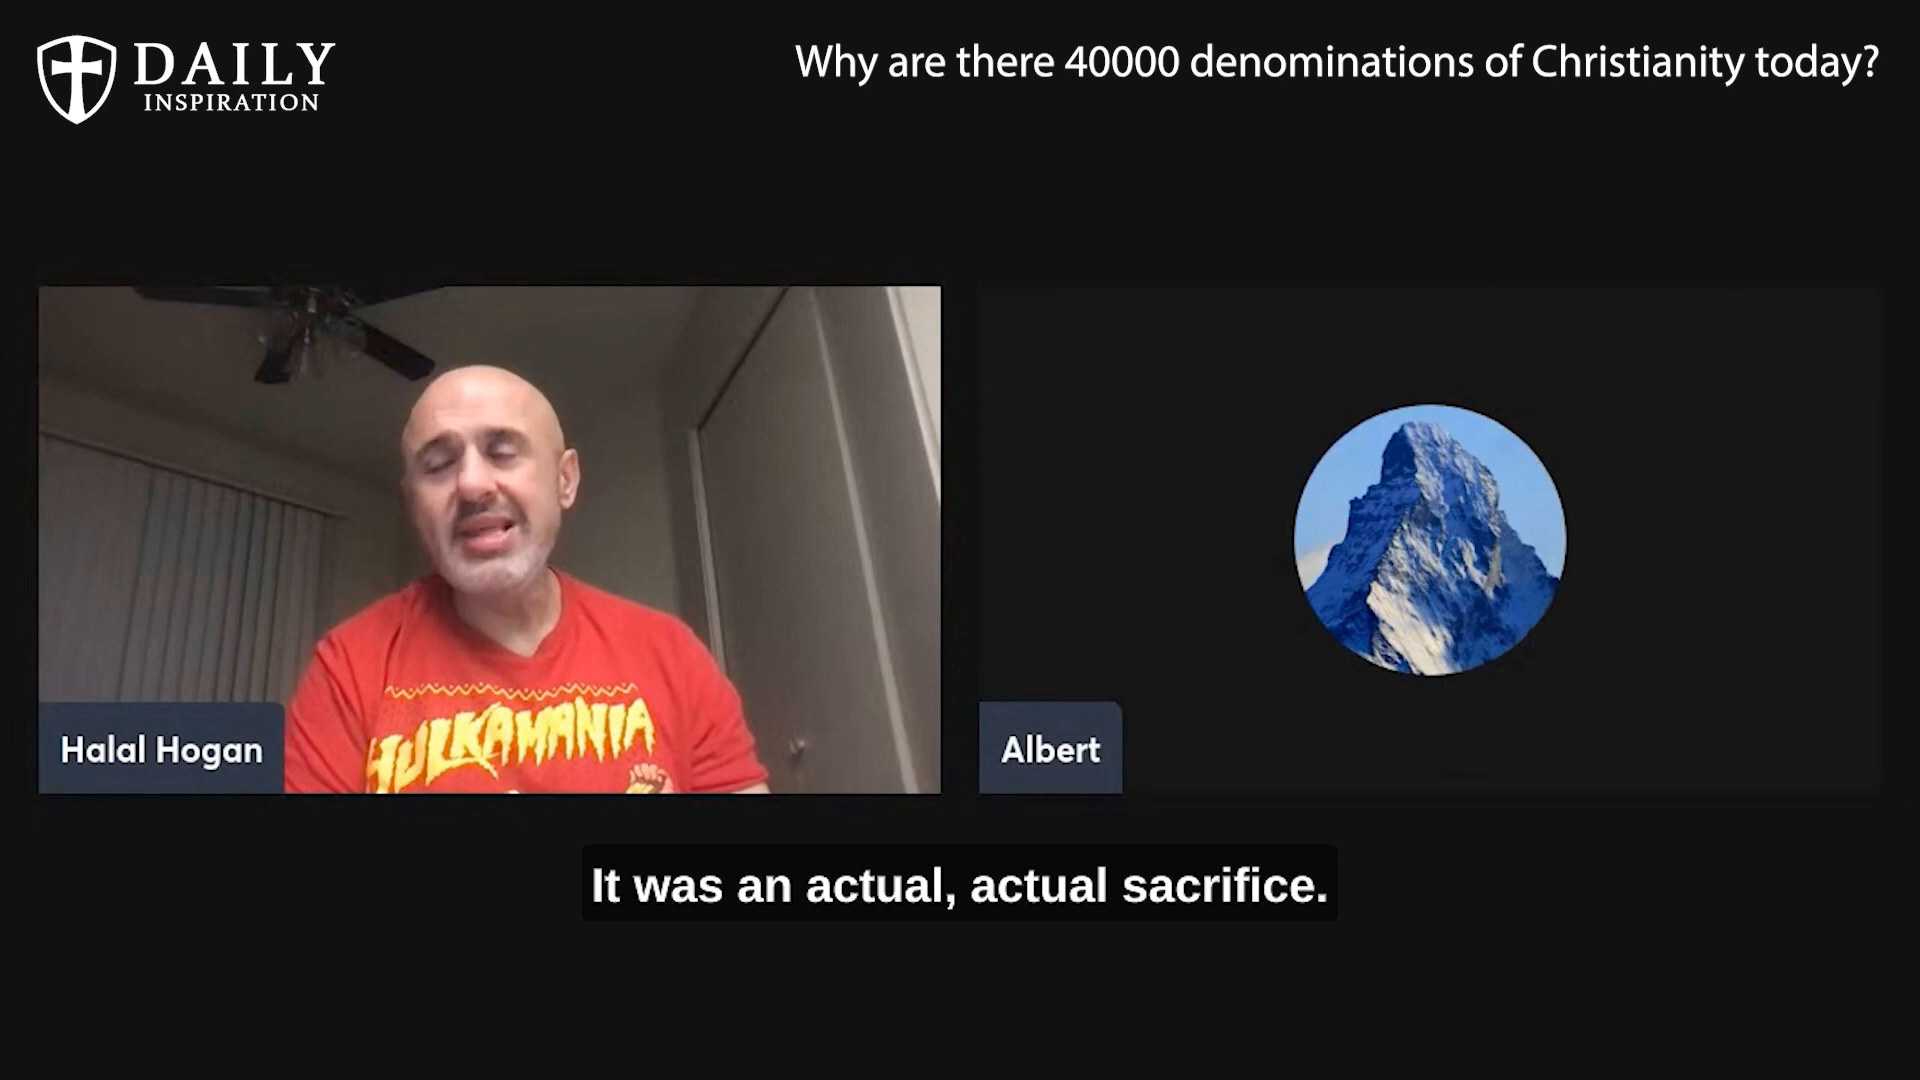 DAILY
INSPIRATION
Why are there 40000 denominations of Christianity today?
HULKAMANIA
Halal Hogan
Albert
It was an actual, actual sacrifice.